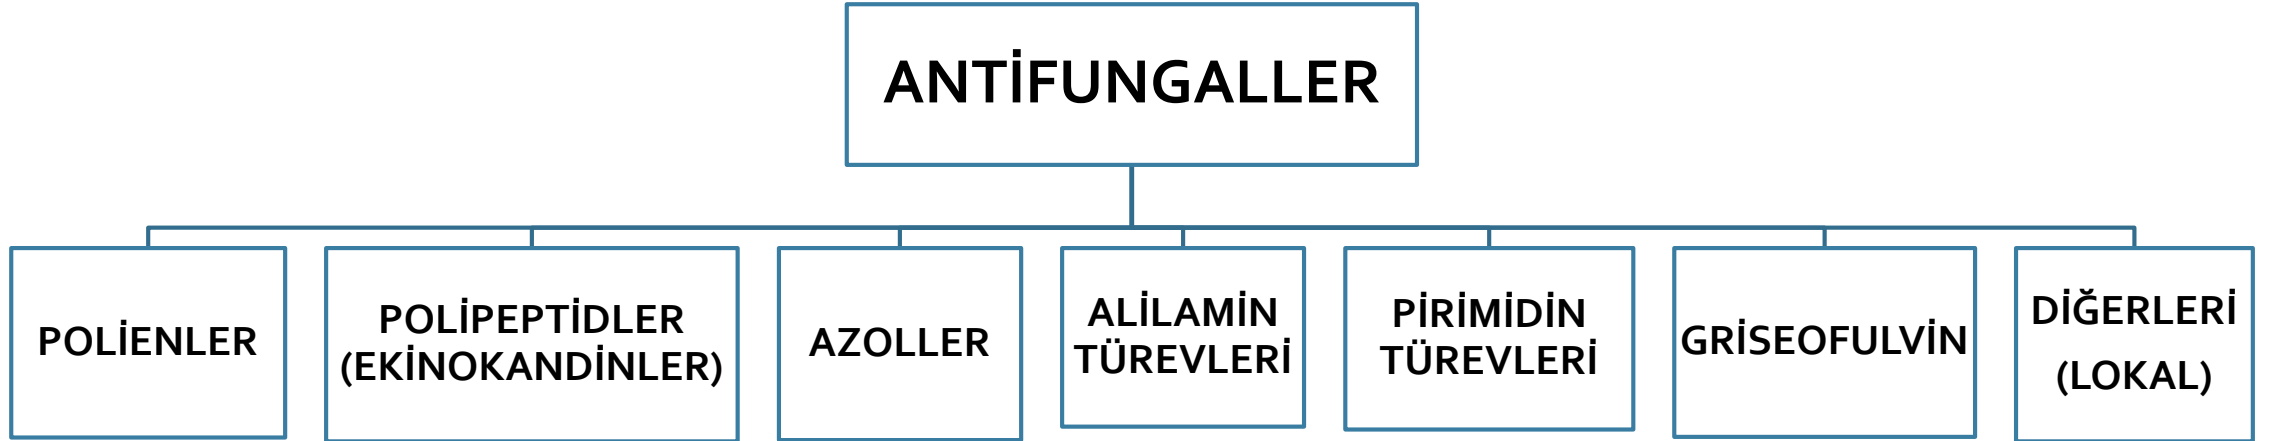 ANTİFUNGALLER
POLİENLER
POLİPEPTİDLER
(EKİNOKANDİNLER)
AZOLLER
ALİLAMİN
TÜREVLERİ
PİRİMİDİN
TÜREVLERİ
GRİSEOFULVİN
DİĞERLERİ
(LOKAL)